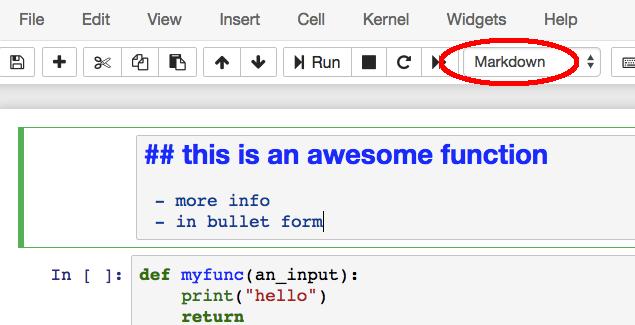 File Edit View Insert Cell Kernel Widgets Help
Run Markdown
## this is an awesome function
- more info
- in bullet form
In [ ]: def myfunc(an_input):
print("hello")
return